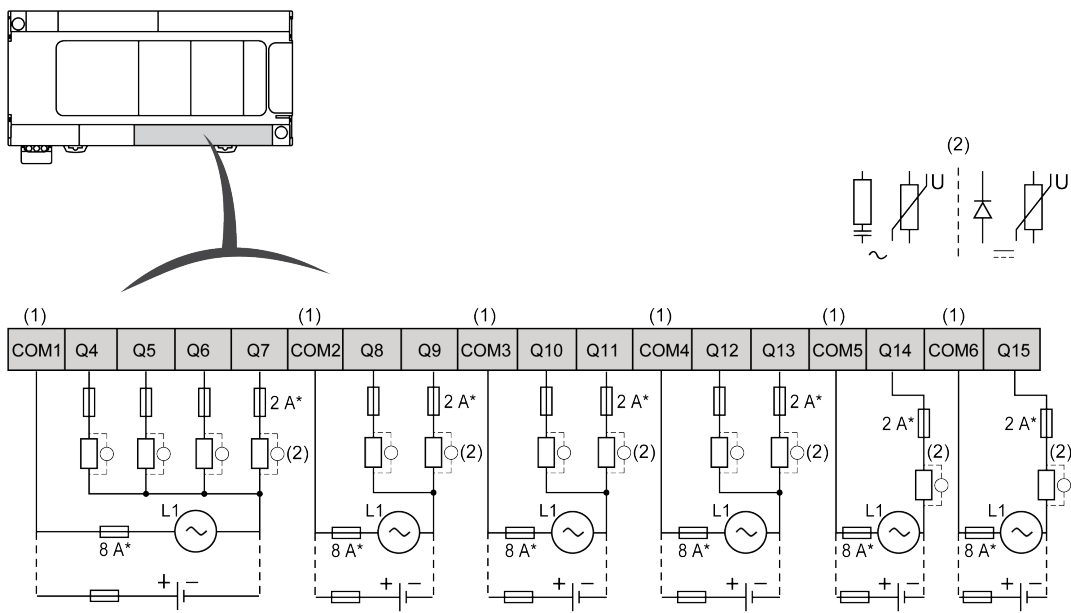 (2)
U U
(1) (1) (1) (1) (1) (1)
COM1 Q4 Q5 Q6 Q7 COM2 Q8 Q9 COM3 Q10 Q11 COM4 Q12 Q13 COM5 Q14 COM6 Q15
2 A* 2 A* 2 A* 2 A* 2 A* 2 A*
(2) (2) (2) (2) (2) (2)
L1 L1 L1 L1 L1 L1
8 A* 8 A* 8 A* 8 A* 8 A* 8 A*
+ − + − + − + − + − + −